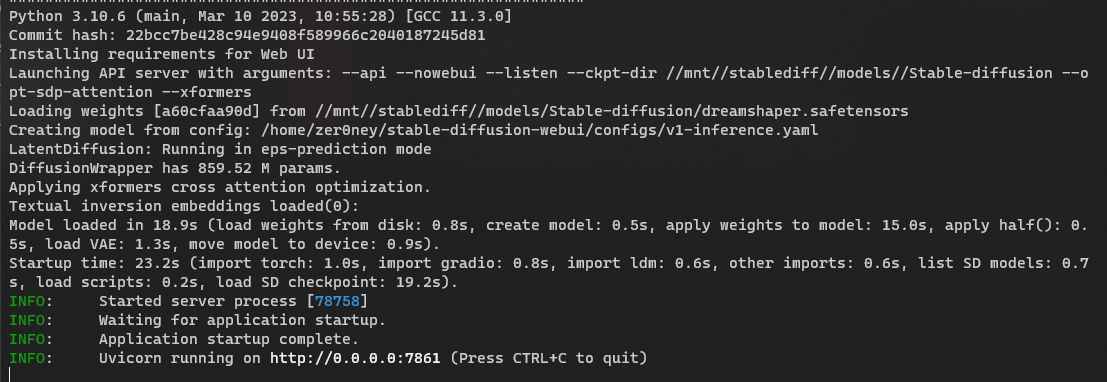 Python 3.10.6 (main, Mar 10 2023, 10:55:28) [GCC 11.3.0]
Commit hash: 22bcc7be428c94e9408f589966c2040187245d81
Installing requirements for Web UI
Launching API server with arguments: --api --nowebui --listen --ckpt-dir //mnt//stablediff//models//Stable-diffusion --o
pt-sdp-attention --xformers
Loading weights [a60cfaa90d] from //mnt//stablediff//models/Stable-diffusion/dreamshaper.safetensors
Creating model from config: /home/zer0ney/stable-diffusion-webui/configs/v1-inference.yaml
LatentDiffusion: Running in eps-prediction mode
DiffusionWrapper has 859.52 M params.
Applying xformers cross attention optimization.
Textual inversion embeddings loaded(0):
Model loaded in 18.9s (load weights from disk: 0.8s, create model: 0.5s, apply weights to model: 15.0s, apply half(): 0.
5s, load VAE: 1.3s, move model to device: 0.9s).
Startup time: 23.2s (import torch: 1.0s, import gradio: 0.8s, import ldm: 0.6s, other imports: 0.6s, list SD models: 0.7
s, load scripts: 0.2s, load SD checkpoint: 19.2s).
INFO:     Started server process [78758]
INFO:     Waiting for application startup.
INFO:     Application startup complete.
INFO:     Uvicorn running on http://0.0.0.0:7861 (Press CTRL+C to quit)